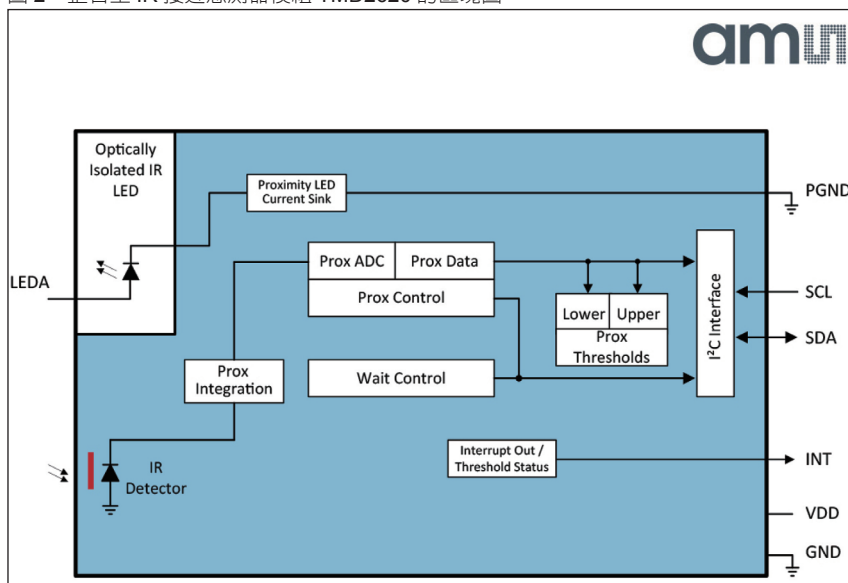 amu
Optically
Isolated IR
LED
Proximity LED
Current Sink
PGND
LEDA
Prox ADC
Prox Data
Prox Control
Lower
Upper
Prox
Thresholds
I²C Interface
SCL
SDA
Prox
Integration
Wait Control
IR
Detector
Interrupt Out /
Threshold Status
INT
VDD
GND